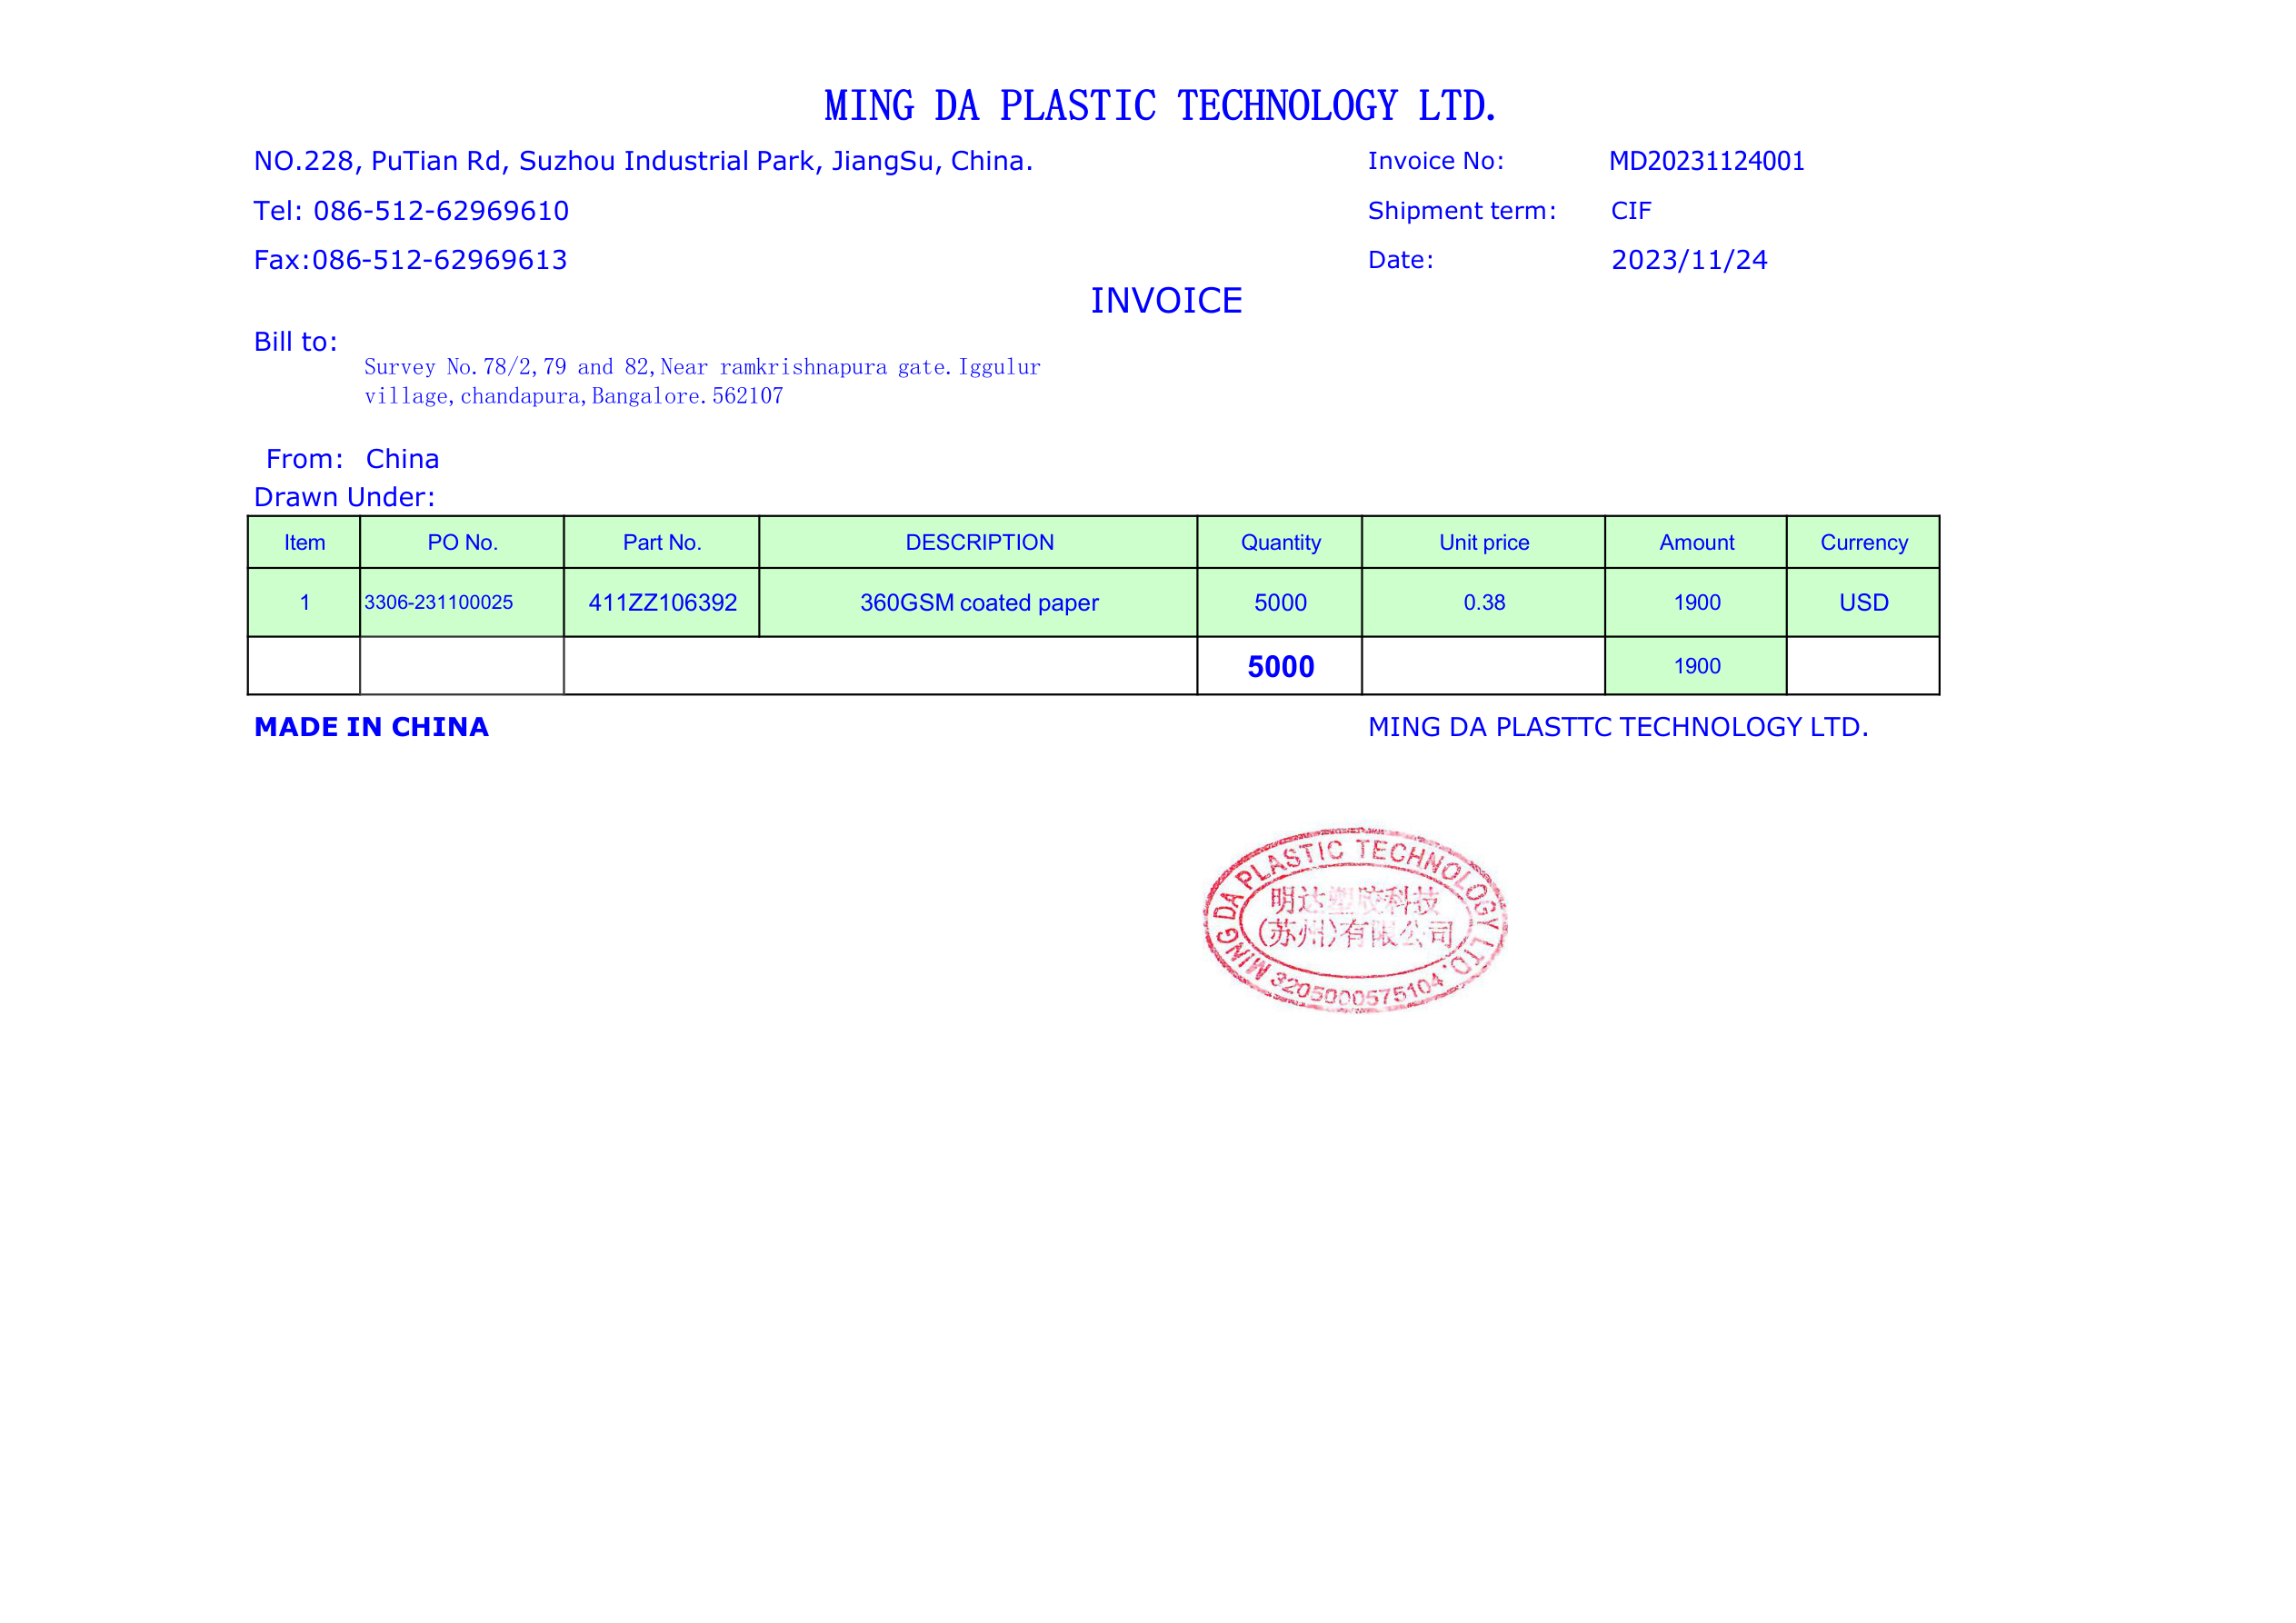 MING DA PLASTIC TECHNOLOGY LTD.
NO.228, PuTian Rd, Suzhou Industrial Park, JiangSu, China. Invoice No: MD20231124001
Tel: 086-512-62969610 Shipment term: CIF
Fax:086-512-62969613 Date: 2023/11/24
INVOICE
Bill to:
Survey No.78/2,79 and 82,Near ramkrishnapura gate.Iggulur
village,chandapura,Bangalore.562107
From: China
Drawn Under:
Item PO No. Part No. DESCRIPTION Quantity Unit price Amount Currency
1 3306-231100025 411ZZ106392 360GSM coated paper 5000 0.38 1900 USD
5000 1900
MADE IN CHINA MING DA PLASTTC TECHNOLOGY LTD.
MING DA PLASTIC TECHNOLOGY LTD.
明达塑胶科技
(苏州)有限公司
3205000575104